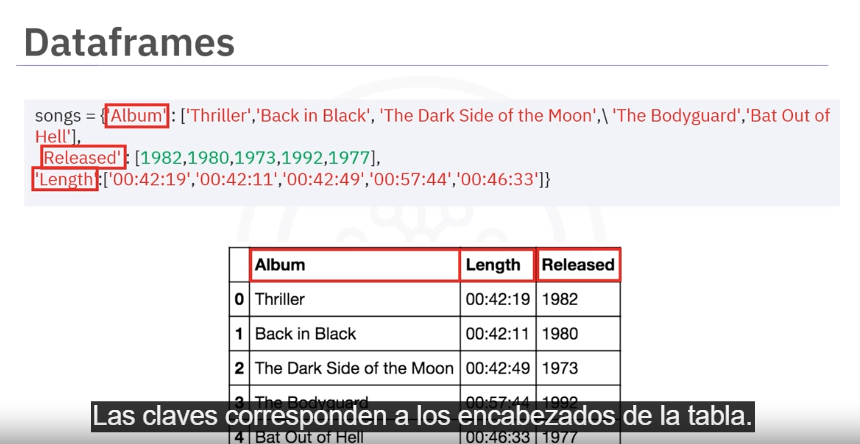 Dataframes
songs = {'Album' : ['Thriller','Back in Black', 'The Dark Side of the Moon',\ 'The Bodyguard','Bat Out of
Hell'],
'Released' : [1982,1980,1973,1992,1977],
'Length':['00:42:19','00:42:11','00:42:49','00:57:44','00:46:33']}
Album Length Released
0 Thriller 00:42:19 1982
1 Back in Black 00:42:11 1980
2 The Dark Side of the Moon 00:42:49 1973
3 The Bodyguard 00:57:44 1992
Las claves corresponden a los encabezados de la tabla.
4 Bat Out of Hell 00:46:33 1977